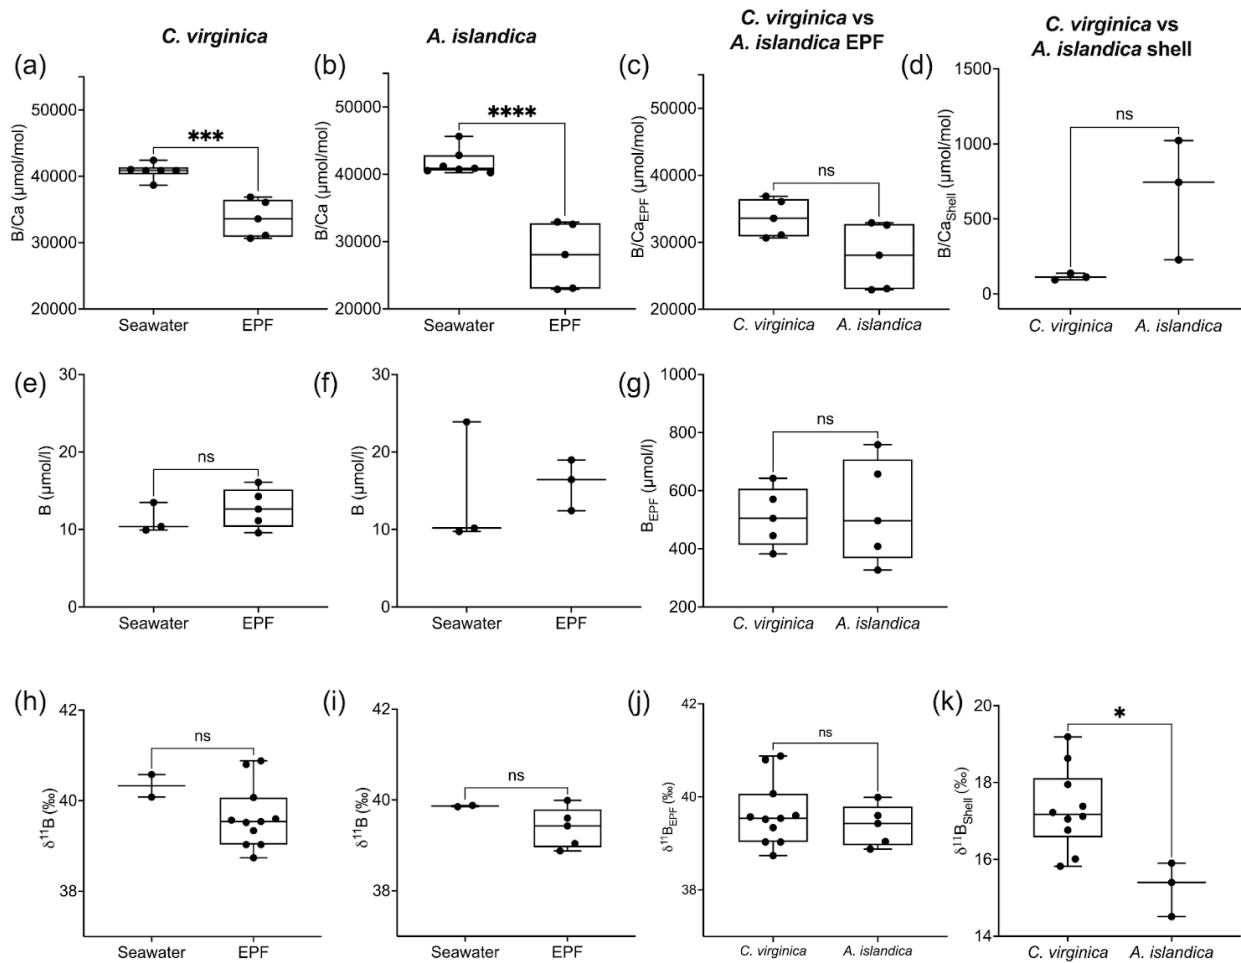 C. virginica
A. islandica
C. virginica vs
A. islandica EPF
C. virginica vs
A. islandica shell
(a)
B/Ca (µmol/mol)
50000
40000
30000
20000
***
Seawater
EPF
(b)
B/Ca (µmol/mol)
50000
40000
30000
20000
****
Seawater
EPF
(c)
B/Ca_EPF (µmol/mol)
50000
40000
30000
20000
ns
C. virginica
A. islandica
(d)
B/Ca_Shell (µmol/mol)
1500
1000
500
0
ns
C. virginica
A. islandica
(e)
B (µmol/l)
30
20
10
0
ns
Seawater
EPF
(f)
B (µmol/l)
30
20
10
0
Seawater
EPF
(g)
B_EPF (µmol/l)
1000
800
600
400
200
ns
C. virginica
A. islandica
(h)
δ¹¹B (‰)
42
40
38
ns
Seawater
EPF
(i)
δ¹¹B (‰)
42
40
38
ns
Seawater
EPF
(j)
δ¹¹B_EPF (‰)
42
40
38
ns
C. virginica
A. islandica
(k)
δ¹¹B_Shell (‰)
20
18
16
14
*
C. virginica
A. islandica